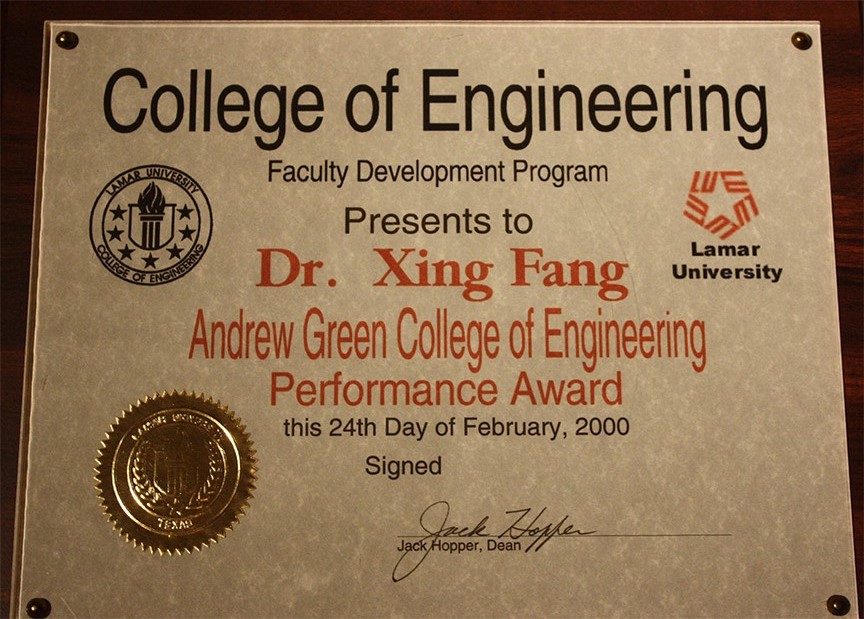 College of Engineering
Faculty Development Program
LAMAR UNIVERSITY
COLLEGE OF ENGINEERING
Lamar
University
Presents to
Dr. Xing Fang
Andrew Green College of Engineering
Performance Award
this 24th Day of February, 2000
Signed
LAMAR UNIVERSITY
TEXAS
Jack Hopper
Jack Hopper, Dean